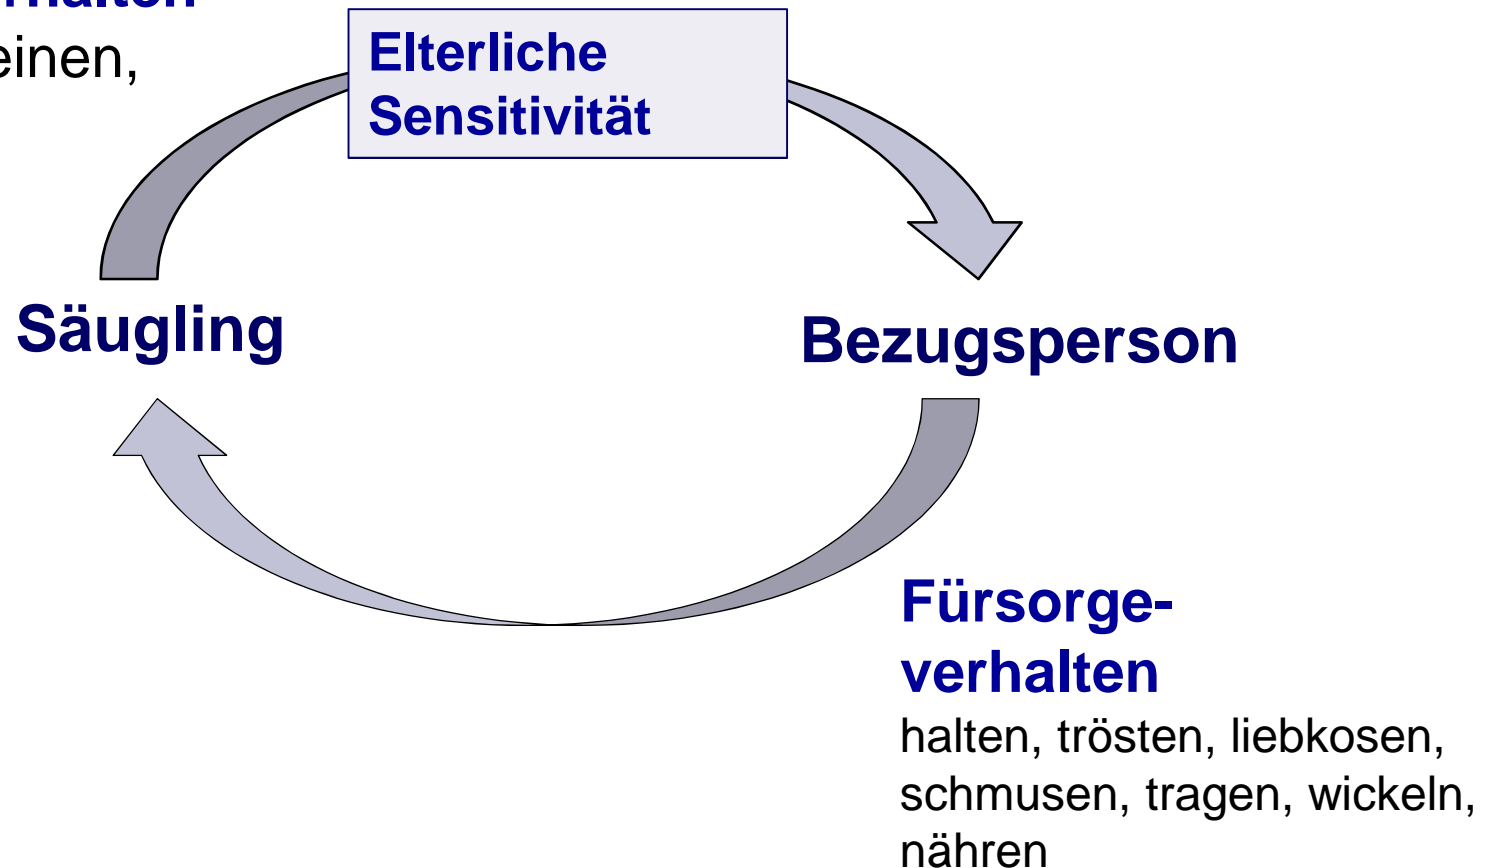 einen,
Elterliche
Sensitivität
Säugling
Bezugsperson
Fürsorge-
verhalten
halten, trösten, liebkosen,
schmusen, tragen, wickeln,
nähren